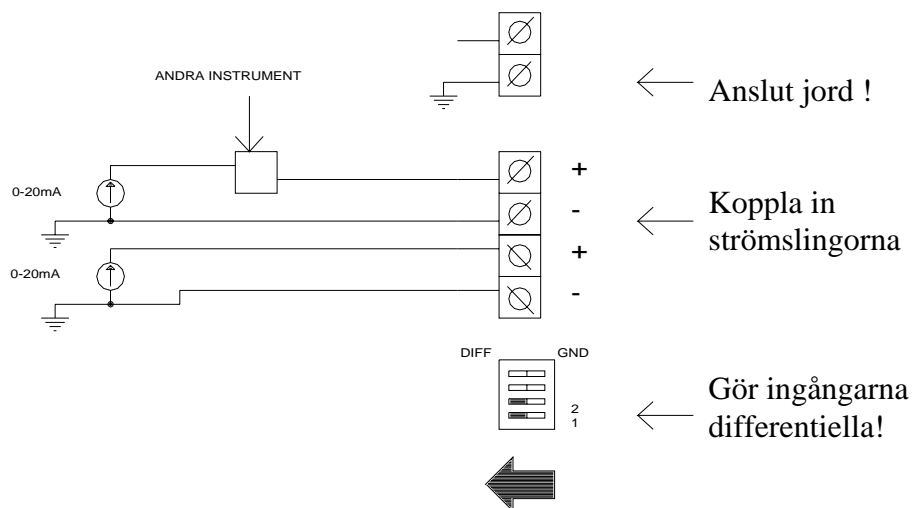 ANDRA INSTRUMENT
Anslut jord !
0-20mA
+
-
+
-
Koppla in
strömslingorna
0-20mA
DIFF
GND
2
1
Gör ingångarna
differentiella!